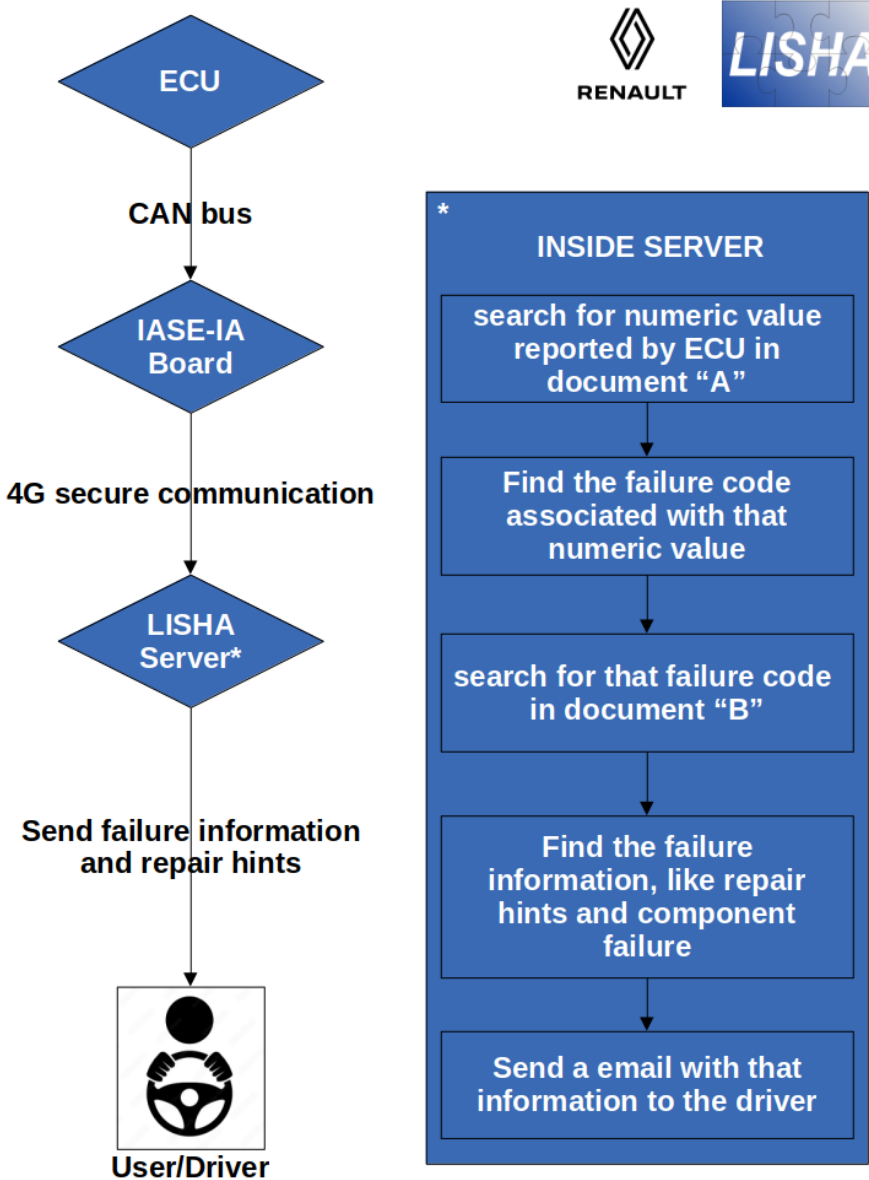 ECU
CAN bus
IASE-IA
Board
4G secure communication
LISHA
Server*
Send failure information
and repair hints
User/Driver
RENAULT
LISHA
*
INSIDE SERVER
search for numeric value
reported by ECU in
document “A”
Find the failure code
associated with that
numeric value
search for that failure code
in document “B”
Find the failure
information, like repair
hints and component
failure
Send a email with that
information to the driver